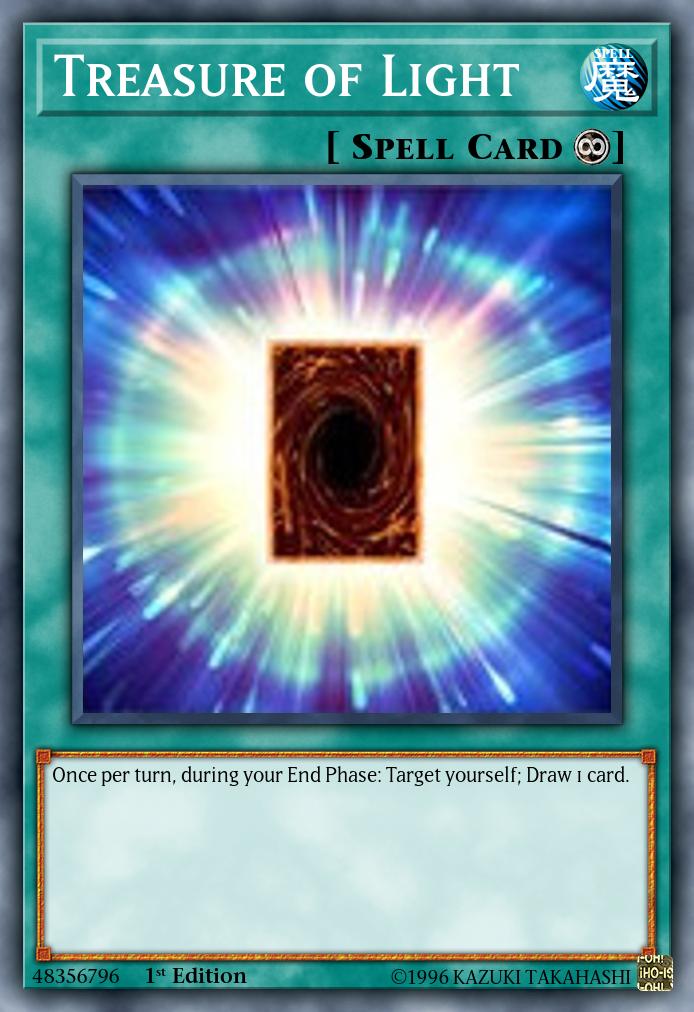 TREASURE OF LIGHT
SPELL
魔
[ SPELL CARD ]
Once per turn, during your End Phase: Target yourself; Draw 1 card.
48356796 1st Edition ©1996 KAZUKI TAKAHASHI